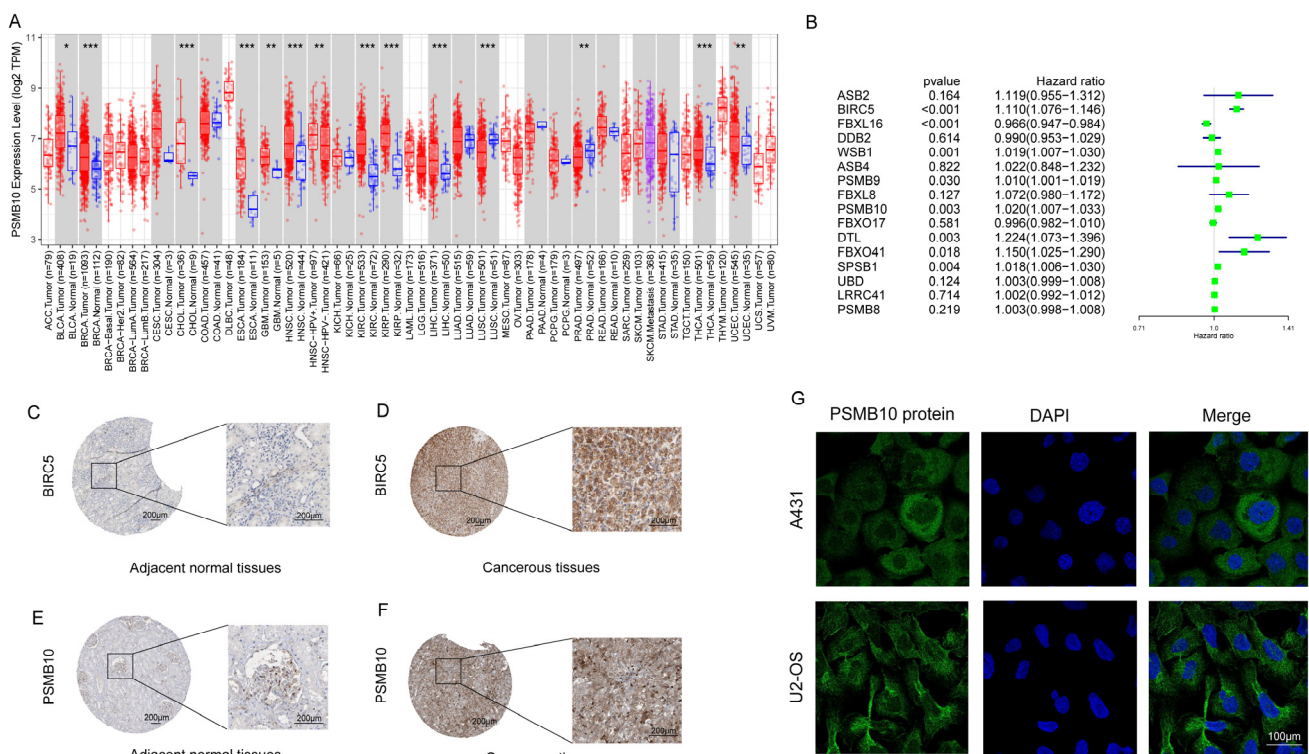 A
PSMB10 Expression Level (log2 TPM)
11
9
7
5
3
* *** *** *** ** *** ** *** *** *** *** ** *** **
ACC.Tumor (n=79)
BLCA.Tumor (n=408)
BLCA.Normal (n=19)
BRCA.Tumor (n=1093)
BRCA.Normal (n=112)
BRCA-Basal.Tumor (n=190)
BRCA-Her2.Tumor (n=82)
BRCA-LumA.Tumor (n=564)
BRCA-LumB.Tumor (n=217)
CESC.Tumor (n=304)
CESC.Normal (n=3)
CHOL.Tumor (n=36)
CHOL.Normal (n=9)
COAD.Tumor (n=457)
COAD.Normal (n=41)
DLBC.Tumor (n=48)
ESCA.Tumor (n=184)
ESCA.Normal (n=11)
GBM.Tumor (n=153)
GBM.Normal (n=5)
HNSC.Tumor (n=520)
HNSC.Normal (n=44)
HNSC-HPV+.Tumor (n=97)
HNSC-HPV-.Tumor (n=421)
KICH.Tumor (n=66)
KICH.Normal (n=25)
KIRC.Tumor (n=533)
KIRC.Normal (n=72)
KIRP.Tumor (n=290)
KIRP.Normal (n=32)
LAML.Tumor (n=173)
LGG.Tumor (n=516)
LIHC.Tumor (n=371)
LIHC.Normal (n=50)
LUAD.Tumor (n=515)
LUAD.Normal (n=59)
LUSC.Tumor (n=501)
LUSC.Normal (n=51)
MESO.Tumor (n=87)
OV.Tumor (n=303)
PAAD.Tumor (n=178)
PAAD.Normal (n=4)
PCPG.Tumor (n=179)
PCPG.Normal (n=3)
PRAD.Tumor (n=497)
PRAD.Normal (n=52)
READ.Tumor (n=166)
READ.Normal (n=10)
SARC.Tumor (n=259)
SKCM.Tumor (n=103)
SKCM.Metastasis (n=368)
STAD.Tumor (n=415)
STAD.Normal (n=35)
TGCT.Tumor (n=150)
THCA.Tumor (n=501)
THCA.Normal (n=59)
THYM.Tumor (n=120)
UCEC.Tumor (n=545)
UCEC.Normal (n=35)
UCS.Tumor (n=57)
UVM.Tumor (n=80)
B
pvalue Hazard ratio
ASB2 0.164 1.119(0.955−1.312)
BIRC5 <0.001 1.110(1.076−1.146)
FBXL16 <0.001 0.966(0.947−0.984)
DDB2 0.614 0.990(0.953−1.029)
WSB1 0.001 1.019(1.007−1.030)
ASB4 0.822 1.022(0.848−1.232)
PSMB9 0.030 1.010(1.001−1.019)
FBXL8 0.127 1.072(0.980−1.172)
PSMB10 0.003 1.020(1.007−1.033)
FBXO17 0.581 0.996(0.982−1.010)
DTL 0.003 1.224(1.073−1.396)
FBXO41 0.018 1.150(1.025−1.290)
SPSB1 0.004 1.018(1.006−1.030)
UBD 0.124 1.003(0.999−1.008)
LRRC41 0.714 1.002(0.992−1.012)
PSMB8 0.219 1.003(0.998−1.008)
0.71 1.0 1.41
Hazard ratio
C
BIRC5
200μm
200μm
Adjacent normal tissues
D
BIRC5
200μm
200μm
Cancerous tissues
E
PSMB10
200μm
200μm
Adjacent normal tissues
F
PSMB10
200μm
200μm
G
PSMB10 protein DAPI Merge
A431
U2-OS
100μm